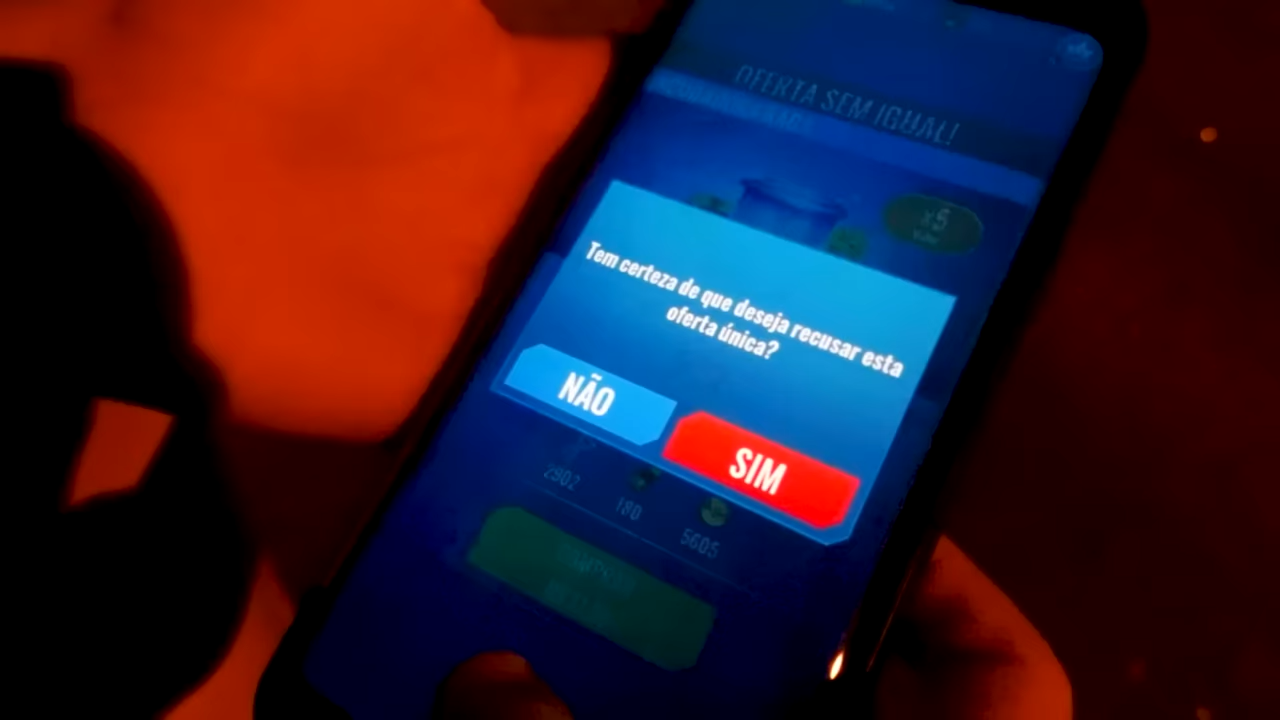 OFERTA SEM IGUAL!
x5
Tem certeza de que deseja recusar esta
oferta única?
NÃO
SIM
2902
180
5605